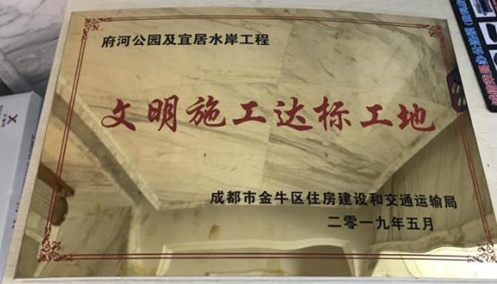 府河公园及宜居水岸工程
文明施工达标工地
成都市金牛区住房建设和交通运输局
二零一九年五月